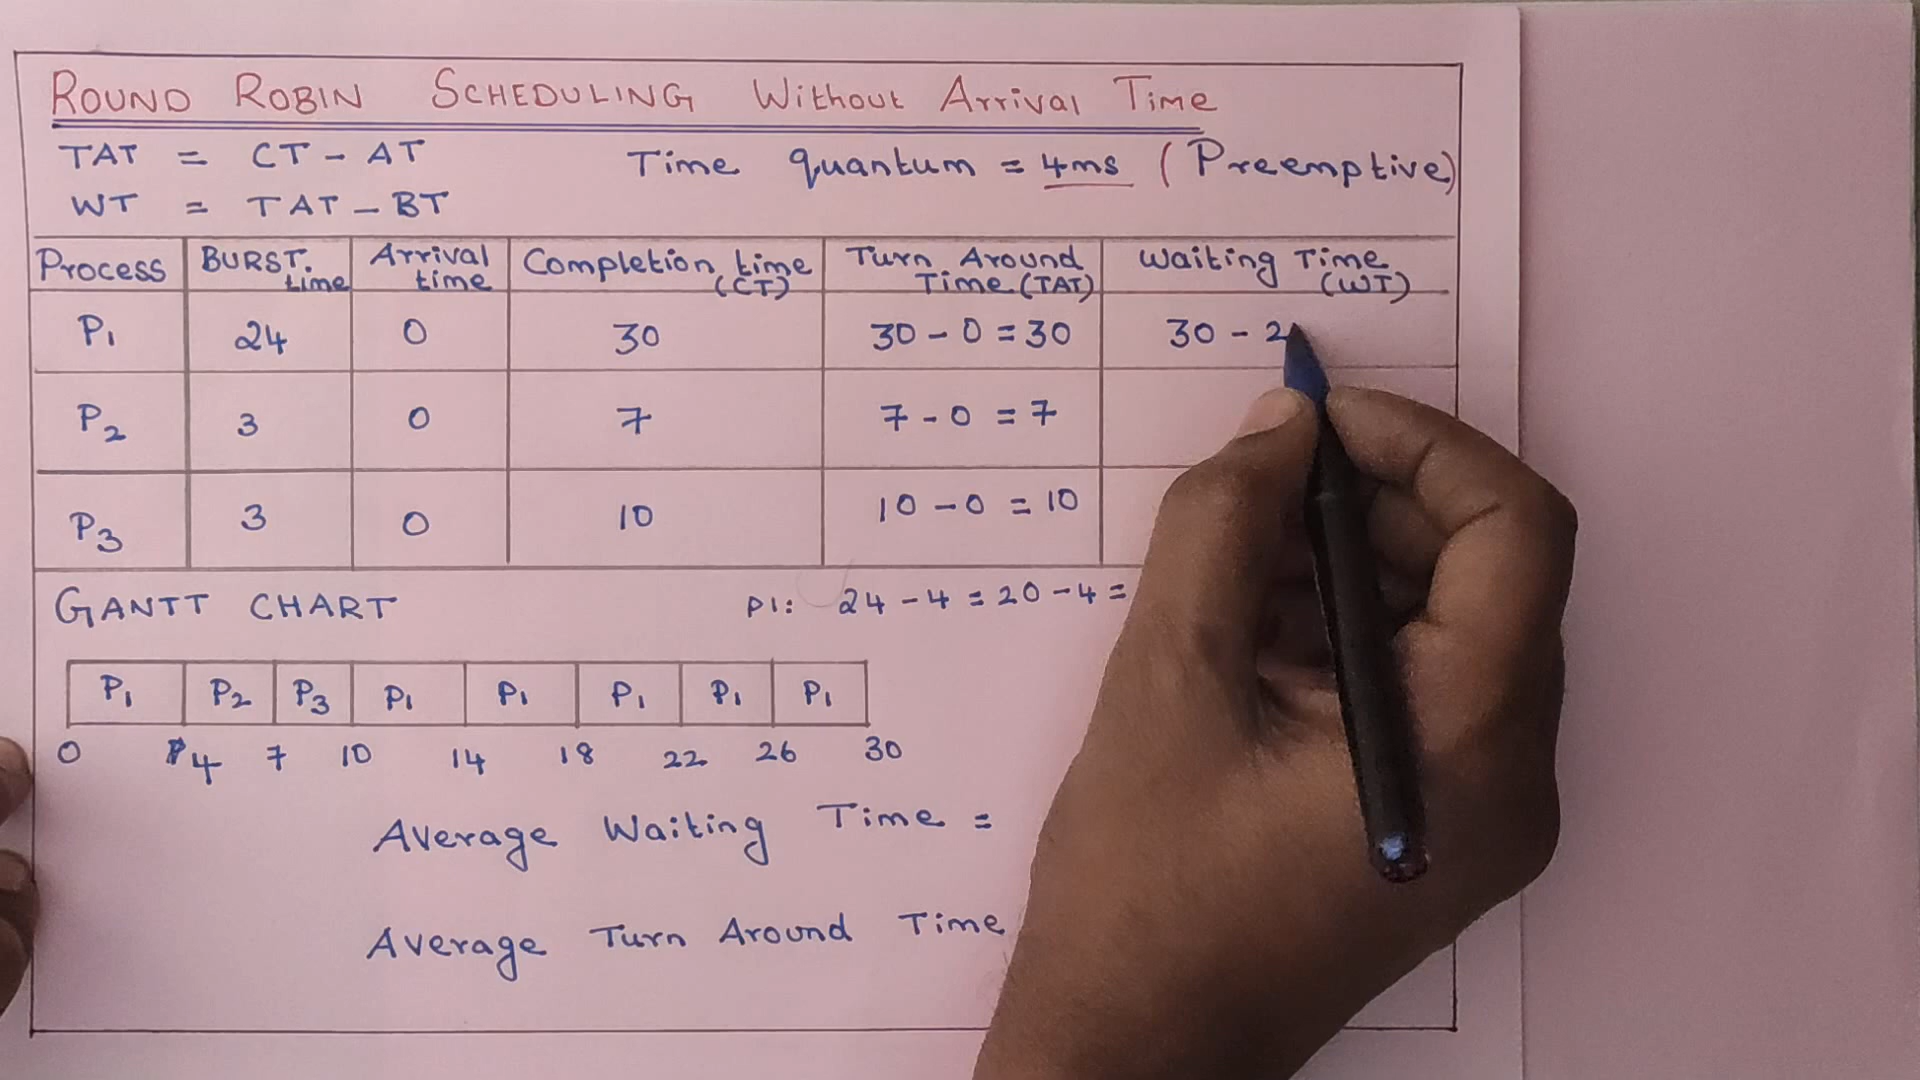 ROUND ROBIN SCHEDULING Without Arrival Time
TAT = CT - AT
Time quantum = 4ms (Preemptive)
WT = TAT - BT
Process BURST time Arrival time Completion time (CT) Turn Around Time (TAT) Waiting Time (WT)
P1 24 0 30 30 - 0 = 30 30 - 2
P2 3 0 7 7 - 0 = 7
P3 3 0 10 10 - 0 = 10
GANTT CHART
P1: 24 - 4 = 20 - 4 =
P1 P2 P3 P1 P1 P1 P1 P1
0 4 7 10 14 18 22 26 30
Average Waiting Time =
Average Turn Around Time